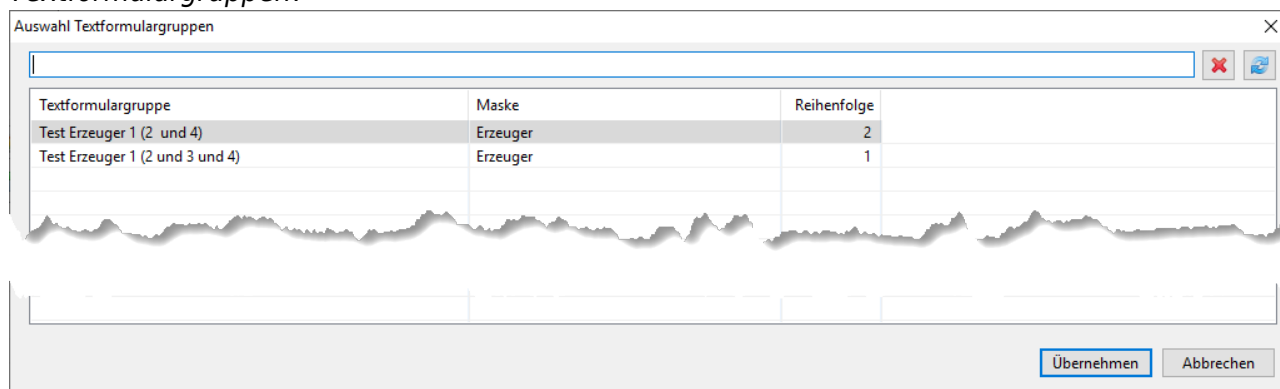 Textformulargruppen:
Auswahl Textformulargruppen
Textformulargruppe Maske Reihenfolge
Test Erzeuger 1 (2 und 4) Erzeuger 2
Test Erzeuger 1 (2 und 3 und 4) Erzeuger 1
Übernehmen Abbrechen